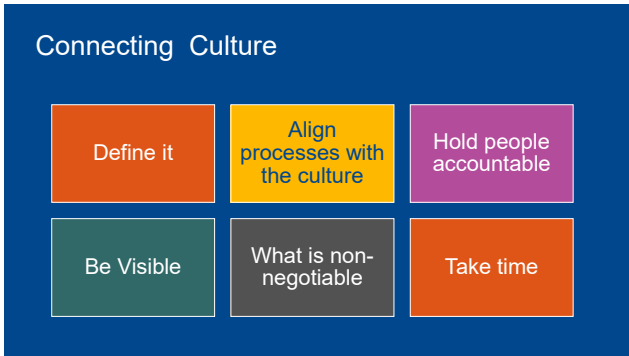 Connecting  Culture
Define it
Align
processes with
the culture
Hold people
accountable
Be Visible
What is non-
negotiable
Take time